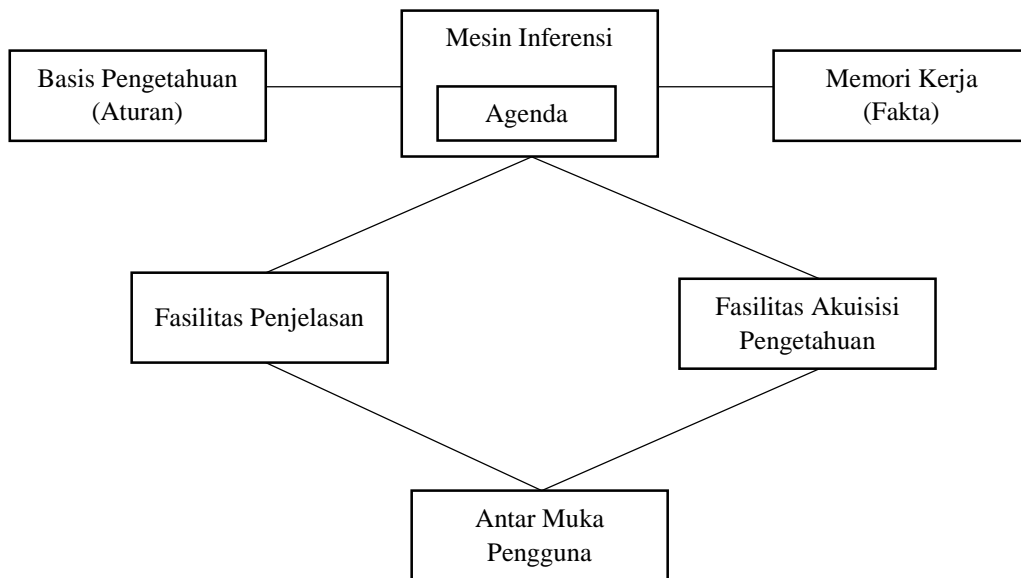 Mesin Inferensi
Basis Pengetahuan
(Aturan)
Agenda
Memori Kerja
(Fakta)
Fasilitas Penjelasan
Fasilitas Akuisisi
Pengetahuan
Antar Muka
Pengguna